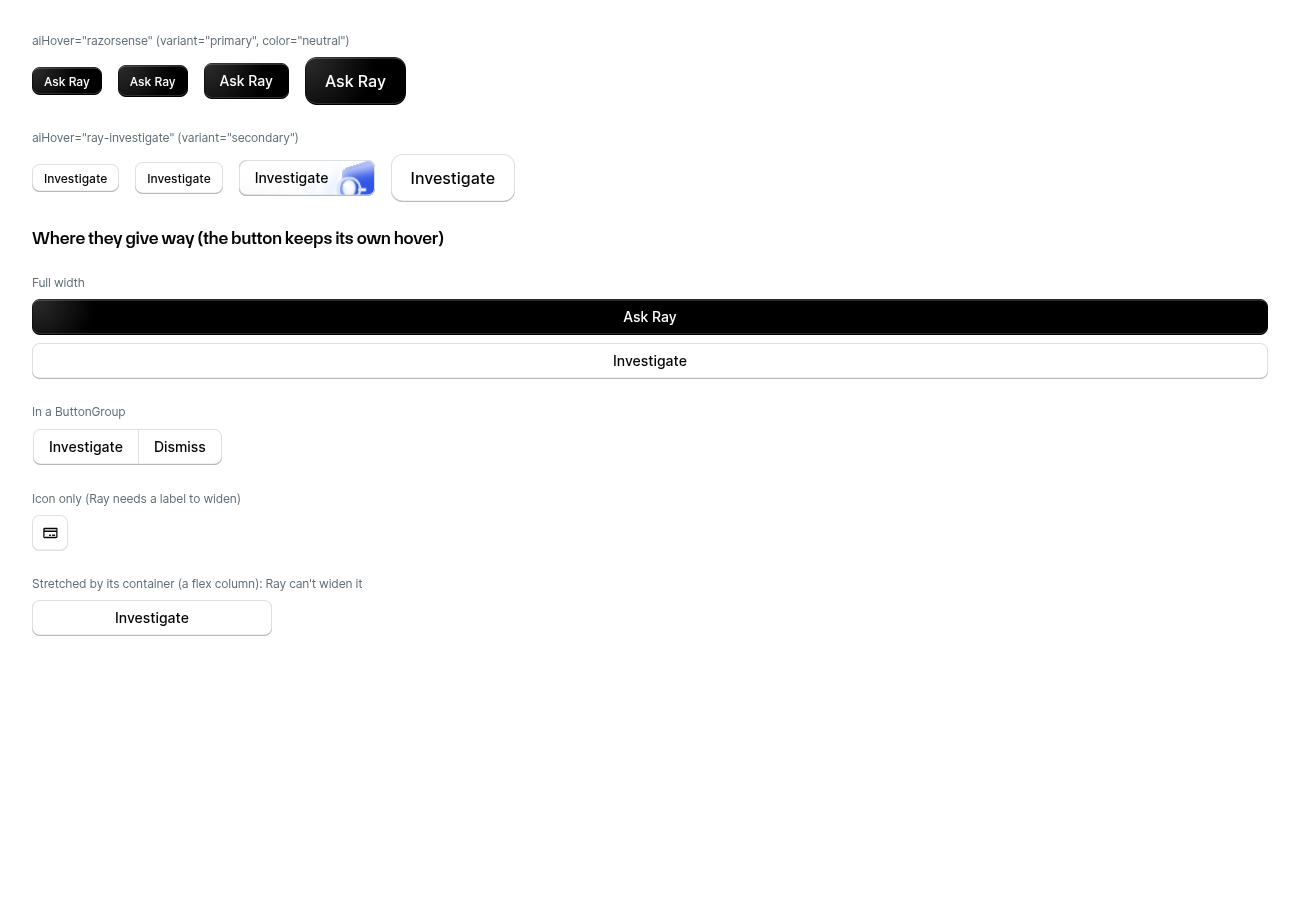 aiHover="razorsense" (variant="primary", color="neutral")
Ask Ray Ask Ray Ask Ray Ask Ray
aiHover="ray-investigate" (variant="secondary")
Investigate Investigate Investigate Investigate
Where they give way (the button keeps its own hover)
Full width
Ask Ray
Investigate
In a ButtonGroup
Investigate Dismiss
Icon only (Ray needs a label to widen)
Stretched by its container (a flex column): Ray can't widen it
Investigate